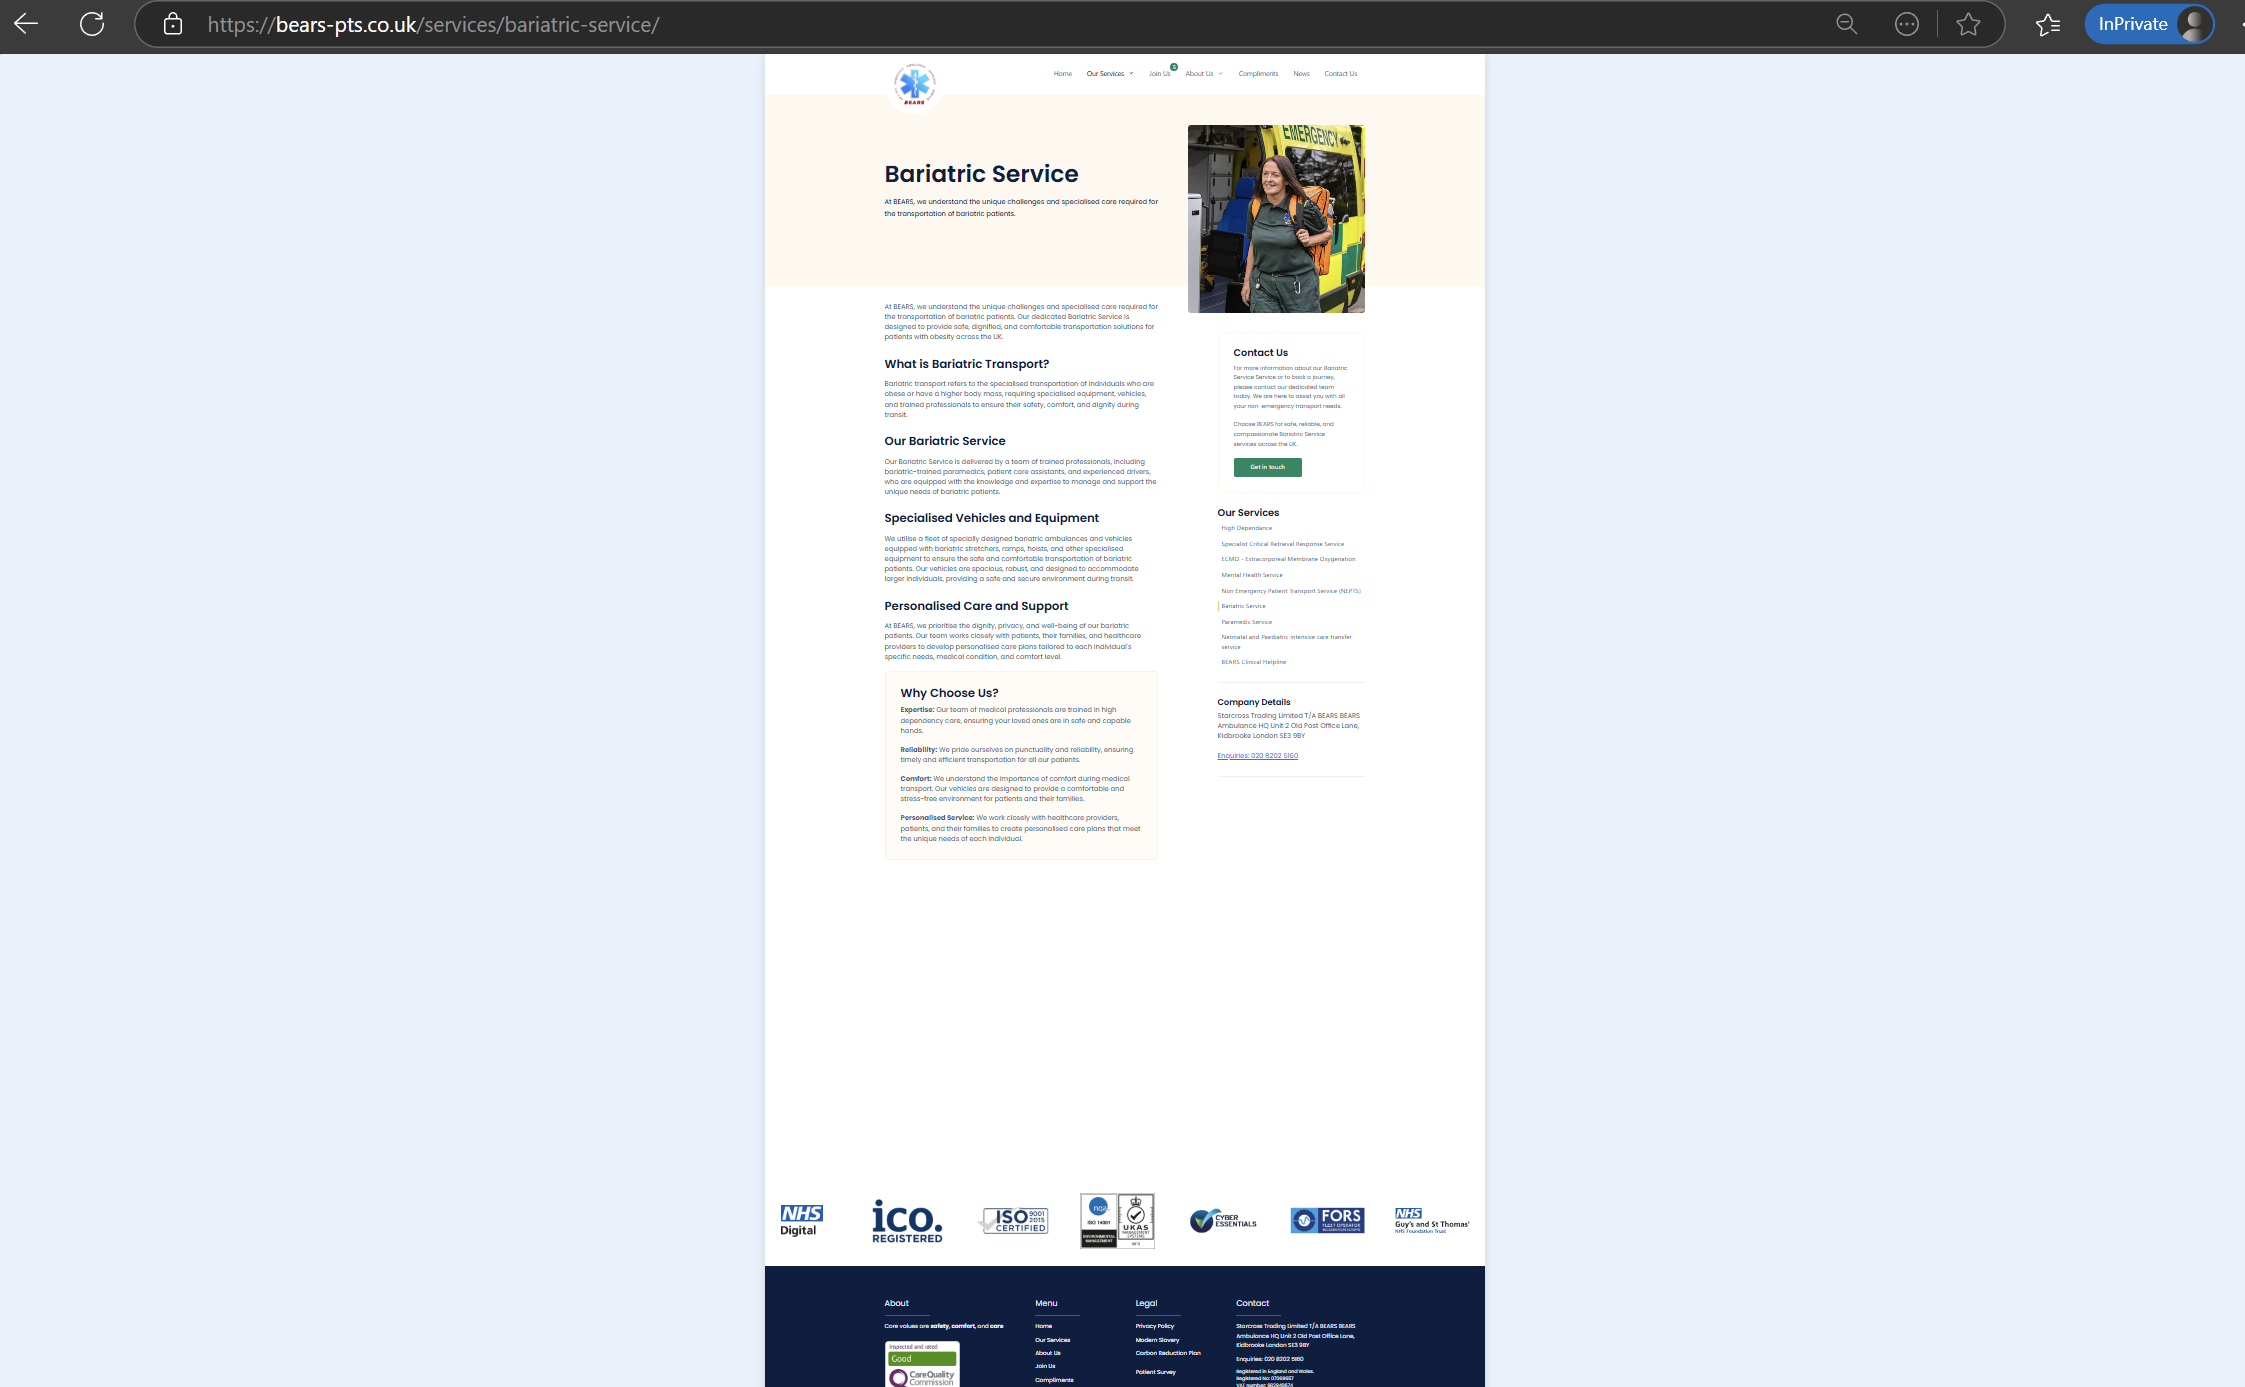 https://bears-pts.co.uk/services/bariatric-service/
InPrivate
BEARS
Home
Our Services
Join Us
5
About Us
Compliments
News
Contact Us
Bariatric Service
At BEARS, we understand the unique challenges and specialised care required for
the transportation of bariatric patients.
EMERGENCY
At BEARS, we understand the unique challenges and specialised care required for
the transportation of bariatric patients. Our dedicated Bariatric Service is
designed to provide safe, dignified, and comfortable transportation solutions for
patients with obesity across the UK.
What is Bariatric Transport?
Bariatric transport refers to the specialised transportation of individuals who are
obese or have a higher body mass, requiring specialised equipment, vehicles,
and trained professionals to ensure their safety, comfort, and dignity during
transit.
Our Bariatric Service
Our Bariatric Service is delivered by a team of trained professionals, including
bariatric-trained paramedics, patient care assistants, and experienced drivers,
who are equipped with the knowledge and expertise to manage and support the
unique needs of bariatric patients.
Specialised Vehicles and Equipment
We utilise a fleet of specially designed bariatric ambulances and vehicles
equipped with bariatric stretchers, ramps, hoists, and other specialised
equipment to ensure the safe and comfortable transportation of bariatric
patients. Our vehicles are spacious, robust, and designed to accommodate
larger individuals, providing a safe and secure environment during transit.
Personalised Care and Support
At BEARS, we prioritise the dignity, privacy, and well-being of our bariatric
patients. Our team works closely with patients, their families, and healthcare
providers to develop personalised care plans tailored to each individual's
specific needs, medical condition, and comfort level.
Why Choose Us?
Expertise: Our team of medical professionals are trained in high
dependency care, ensuring your loved ones are in safe and capable
hands.
Reliability: We pride ourselves on punctuality and reliability, ensuring
timely and efficient transportation for all our patients.
Comfort: We understand the importance of comfort during medical
transport. Our vehicles are designed to provide a comfortable and
stress-free environment for patients and their families.
Personalised Service: We work closely with healthcare providers,
patients, and their families to create personalised care plans that meet
the unique needs of each individual.
Contact Us
For more information about our Bariatric
Service Service or to book a journey,
please contact our dedicated team
today. We are here to assist you with all
your non-emergency transport needs.
Choose BEARS for safe, reliable, and
compassionate Bariatric Service
services across the UK.
Get in touch
Our Services
High Dependance
Specialist Critical Retrieval Response Service
ECMO - Extracorporeal Membrane Oxygenation
Mental Health Service
Non Emergency Patient Transport Service (NEPTS)
Bariatric Service
Paramedic Service
Neonatal and Paediatric intensive care transfer
service
BEARS Clinical Helpline
Company Details
Starcross Trading Limited T/A BEARS BEARS
Ambulance HQ Unit 2 Old Post Office Lane,
Kidbrooke London SE3 9BY
Enquiries: 020 8202 5160
NHS
Digital
ico.
REGISTERED
ISO 9001 2015
CERTIFIED
nqa
ISO 14001
ENVIRONMENTAL
MANAGEMENT
UKAS
MANAGEMENT
SYSTEMS
CYBER
ESSENTIALS
FORS
FLEET OPERATOR
RECOGNITION SCHEME
NHS
Guy's and St Thomas'
NHS Foundation Trust
About
Core values are safety, comfort, and care
Inspected and rated
Good
CareQuality
Commission
Menu
Home
Our Services
About Us
Join Us
Compliments
Legal
Privacy Policy
Modern Slavery
Carbon Reduction Plan
Patient Survey
Contact
Starcross Trading Limited T/A BEARS BEARS
Ambulance HQ Unit 2 Old Post Office Lane,
Kidbrooke London SE3 9BY
Enquiries: 020 8202 5160
Registered in England and Wales.
Registered No: 07069657